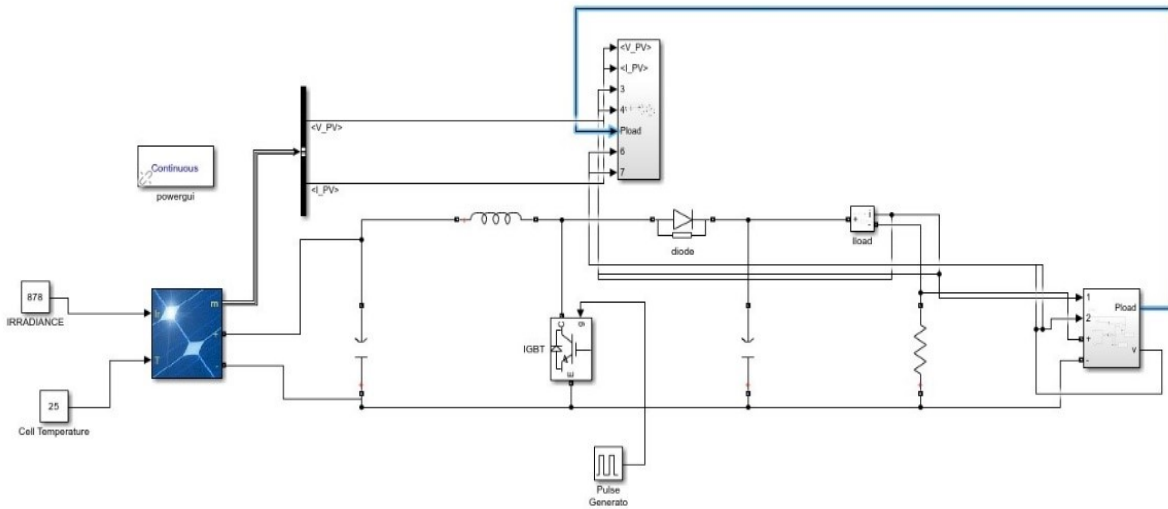 <V_PV>
<I_PV>
3
4
Pload
6
7
<V_PV>
<I_PV>
Continuous
powergui
878
IRRADIANCE
25
Cell Temperature
Ir
T
m
+
-
diode
+
i
-
Iload
IGBT
C
g
E
Pulse
Generato
1
2
+
-
Pload
v